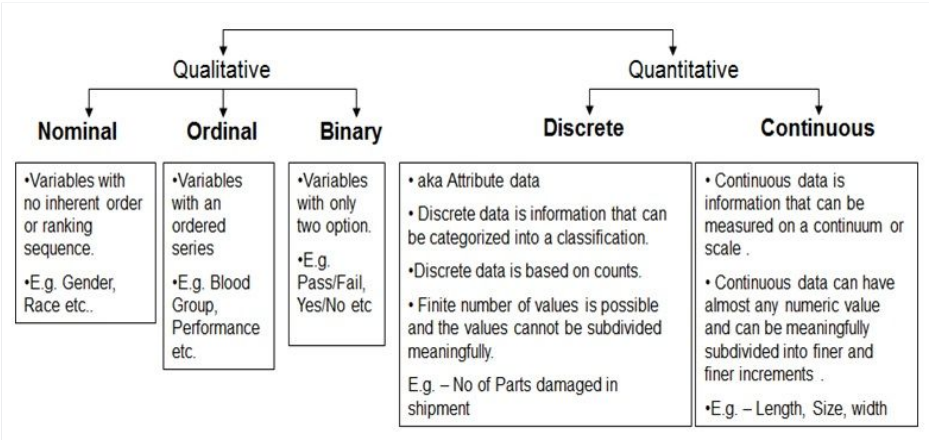 Qualitative
Quantitative
Nominal
Ordinal
Binary
Discrete
Continuous
•Variables with
no inherent order
or ranking
sequence.
•E.g. Gender,
Race etc..
•Variables
with an
ordered
series
•E.g. Blood
Group,
Performance
etc.
•Variables
with only
two option.
•E.g.
Pass/Fail,
Yes/No etc
• aka Attribute data
• Discrete data is information that can
be categorized into a classification.
•Discrete data is based on counts.
• Finite number of values is possible
and the values cannot be subdivided
meaningfully.
E.g. – No of Parts damaged in
shipment
• Continuous data is
information that can be
measured on a continuum or
scale .
• Continuous data can have
almost any numeric value
and can be meaningfully
subdivided into finer and
finer increments .
•E.g. – Length, Size, width